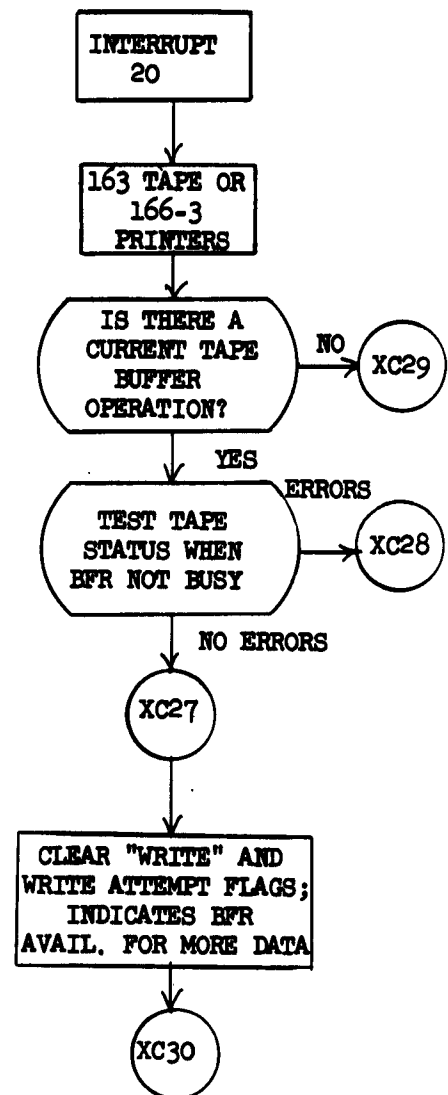 INTERRUPT
20
163 TAPE OR
166-3
PRINTERS
IS THERE A
CURRENT TAPE
BUFFER
OPERATION?
NO
XC29
YES
ERRORS
TEST TAPE
STATUS WHEN
BFR NOT BUSY
XC28
NO ERRORS
XC27
CLEAR "WRITE" AND
WRITE ATTEMPT FLAGS;
INDICATES BFR
AVAIL. FOR MORE DATA
XC30